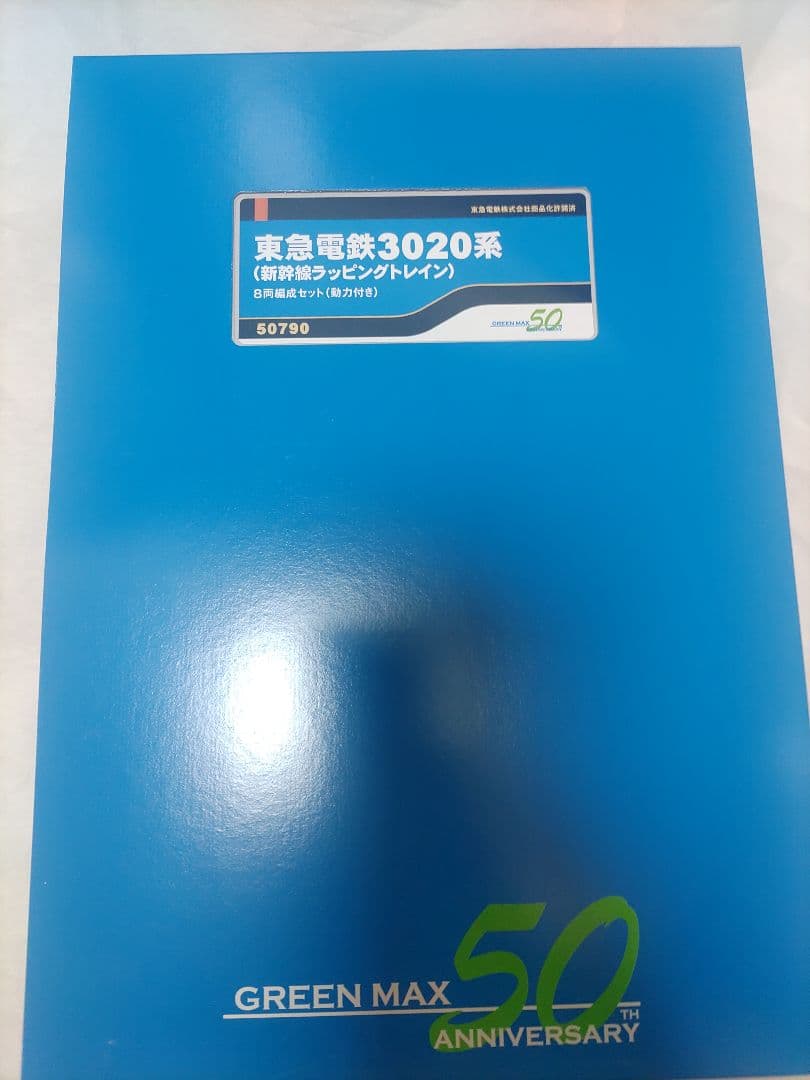 東急電鉄株式会社商品化許諾済
東急電鉄3020系
(新幹線ラッピングトレイン)
8両編成セット(動力付き)
50790
GREEN MAX 50
GREEN MAX 50TH
ANNIVERSARY